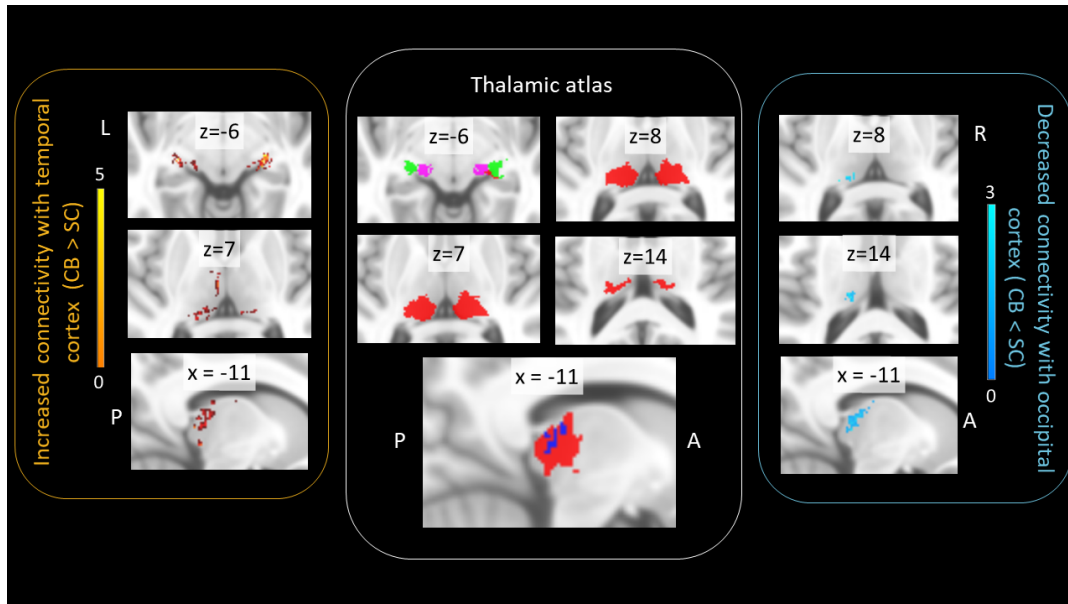 Increased connectivity with temporal
cortex (CB > SC)
5
0
L
z=-6
z=7
P
x = -11
Thalamic atlas
z=-6
z=8
z=7
z=14
P
x = -11
A
z=8
R
z=14
x = -11
A
3
0
Decreased connectivity with occipital
cortex ( CB < SC)